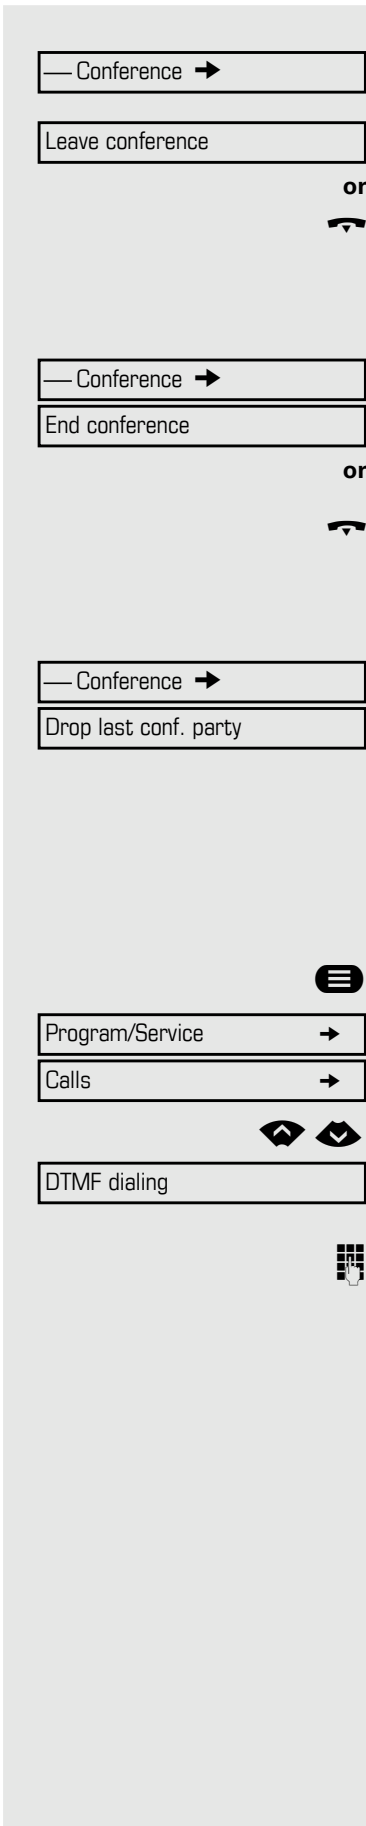 — Conference →
Leave conference
or
— Conference →
End conference
or
— Conference →
Drop last conf. party
Program/Service →
Calls →
DTMF dialing